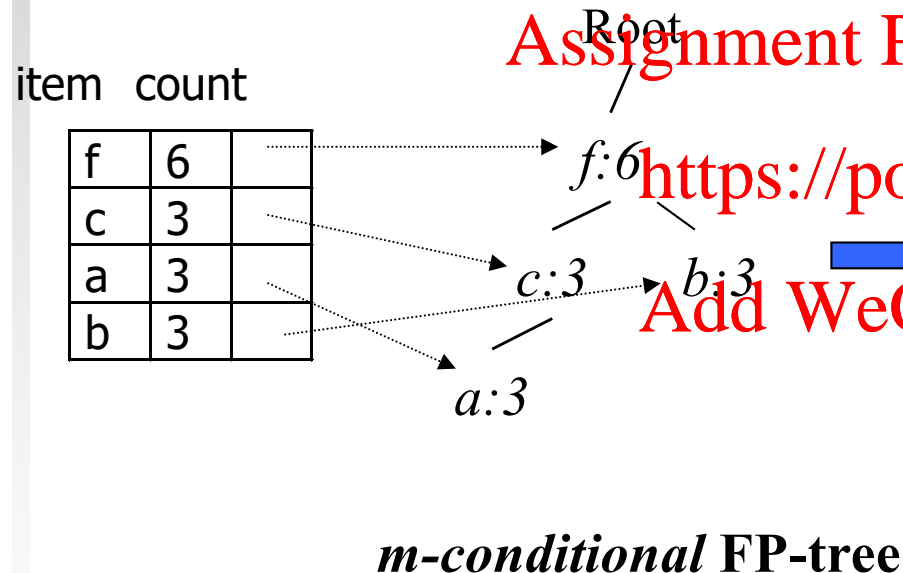 Root
Assignment P
item count
f 6
f:6
https://po
c 3
a 3
c:3 b:3
Add WeC
b 3
a:3
m-conditional FP-tree